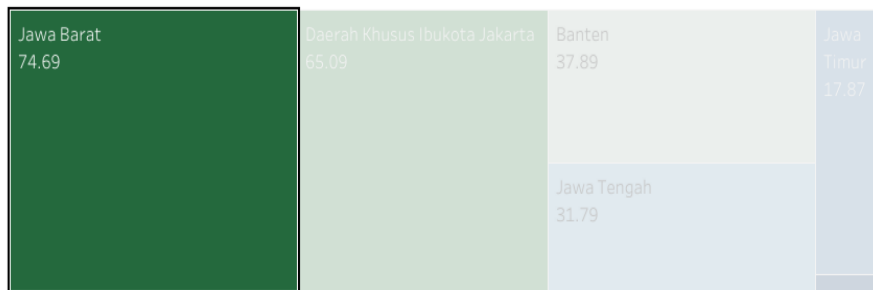 Jawa Barat
74.69
Daerah Khusus Ibukota Jakarta
65.09
Banten
37.89
Jawa Tengah
31.79
Jawa
Timur
17.87